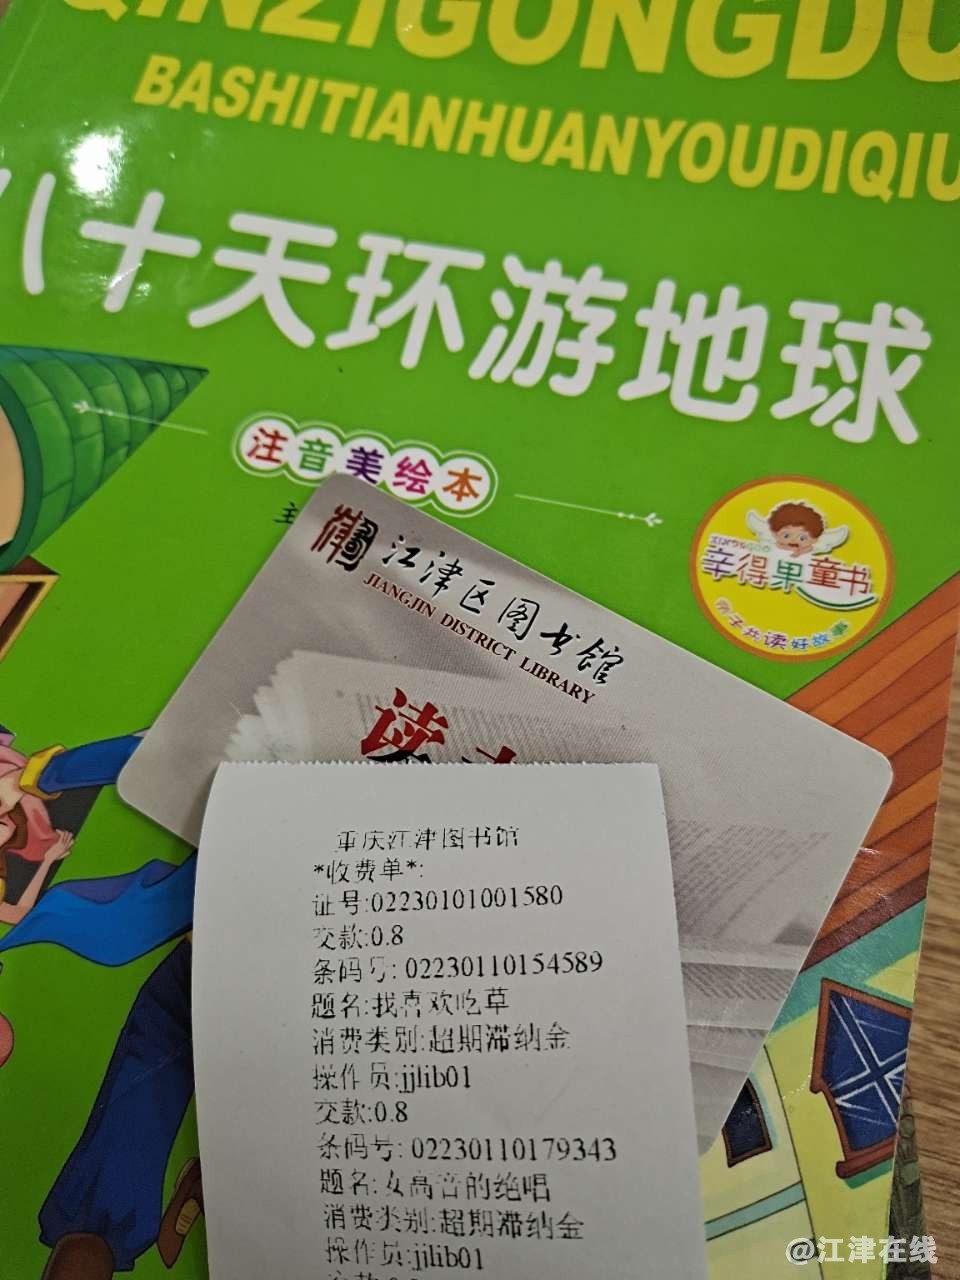 QINZIGONGDU
BASHITIANHUANYOUDIQIU
八十天环游地球
注音美绘本
主
辛得果童书
亲子共读好故事
江津区图书馆
JIANGJIN DISTRICT LIBRARY
读
重庆江津图书馆
*收费单*:
证号:02230101001580
交款:0.8
条码号: 02230110154589
题名:我喜欢吃草
消费类别:超期滞纳金
操作员:jjlib01
交款:0.8
条码号: 02230110179343
题名:女高音的绝唱
消费类别:超期滞纳金
操作员:jjlib01
@江津在线